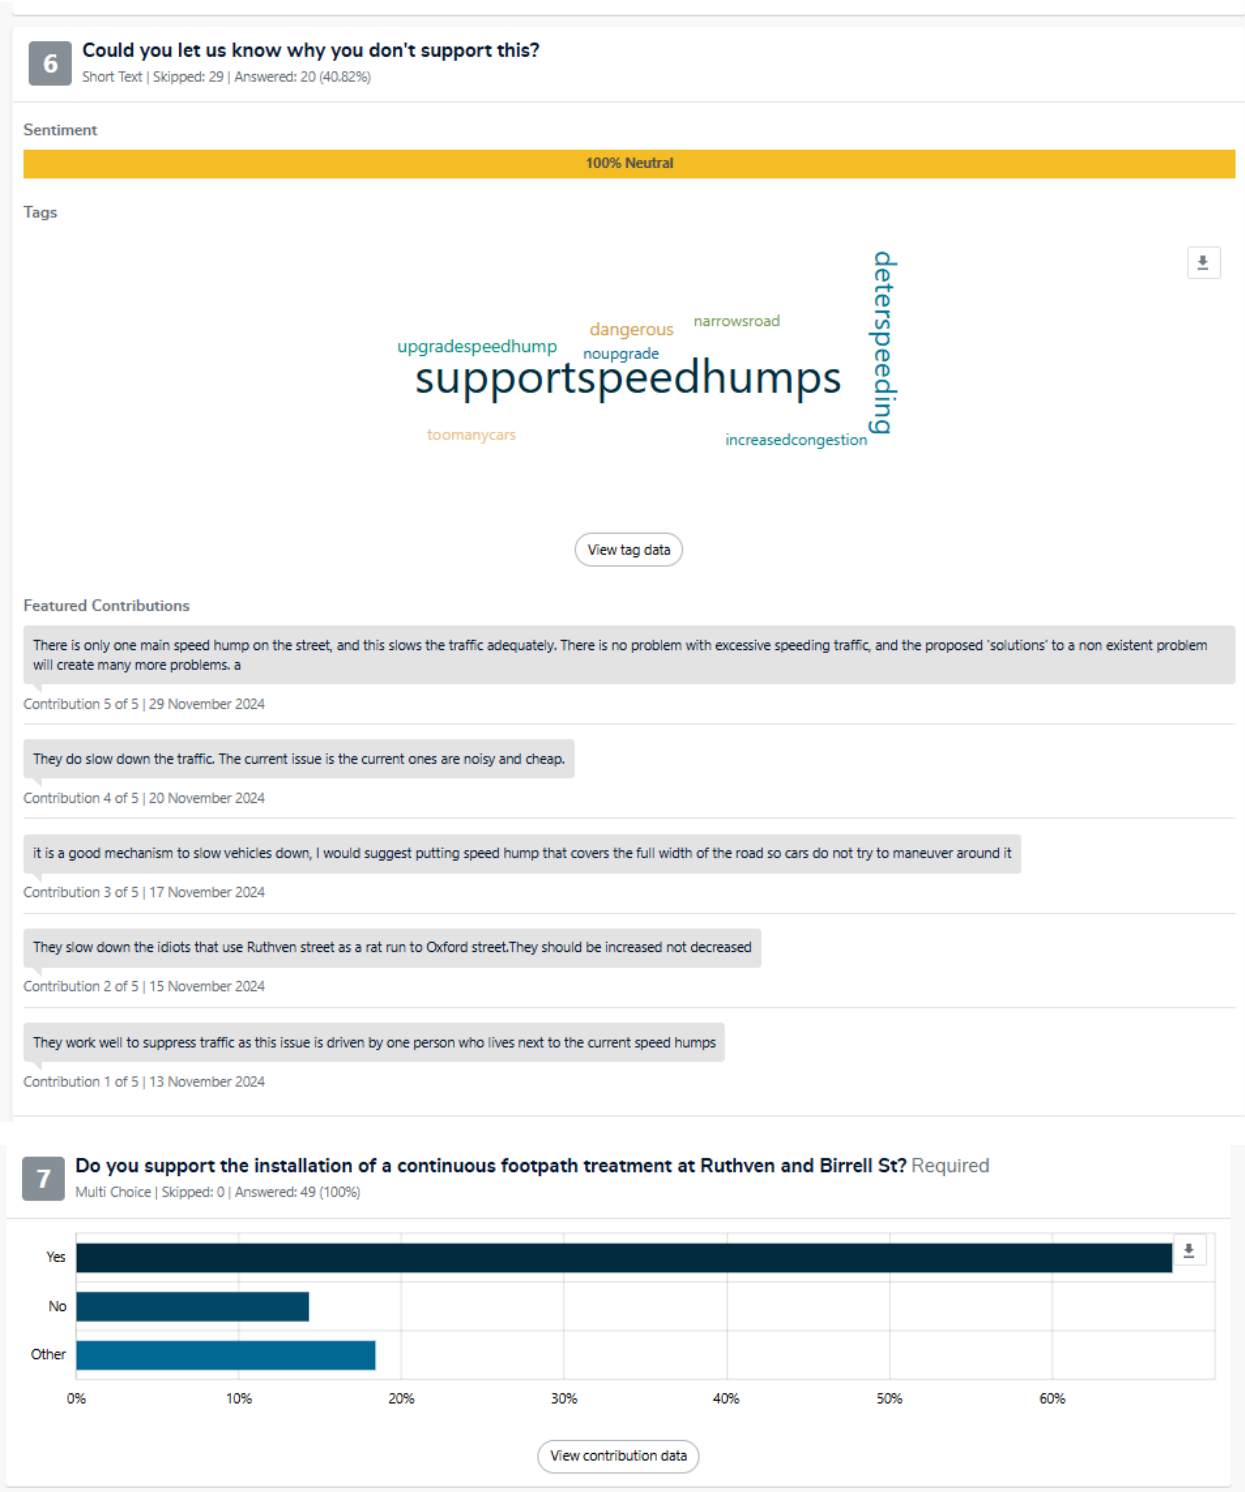 6
Could you let us know why you don't support this?
Short Text | Skipped: 29 | Answered: 20 (40.82%)
Sentiment
100% Neutral
Tags
deterspeeding
narrowsroad
dangerous
upgradespeedhump
noupgrade
supportspeedhumps
toomanycars
increasedcongestion
View tag data
Featured Contributions
There is only one main speed hump on the street, and this slows the traffic adequately. There is no problem with excessive speeding traffic, and the proposed 'solutions' to a non existent problem
will create many more problems. a
Contribution 5 of 5 | 29 November 2024
They do slow down the traffic. The current issue is the current ones are noisy and cheap.
Contribution 4 of 5 | 20 November 2024
it is a good mechanism to slow vehicles down, I would suggest putting speed hump that covers the full width of the road so cars do not try to maneuver around it
Contribution 3 of 5 | 17 November 2024
They slow down the idiots that use Ruthven street as a rat run to Oxford street.They should be increased not decreased
Contribution 2 of 5 | 15 November 2024
They work well to suppress traffic as this issue is driven by one person who lives next to the current speed humps
Contribution 1 of 5 | 13 November 2024
7
Do you support the installation of a continuous footpath treatment at Ruthven and Birrell St? Required
Multi Choice | Skipped: 0 | Answered: 49 (100%)
Yes
No
Other
0% 10% 20% 30% 40% 50% 60%
View contribution data